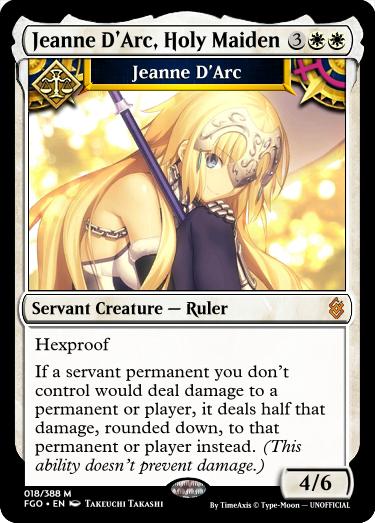 Jeanne D'Arc, Holy Maiden 3
Jeanne D'Arc
Servant Creature — Ruler
Hexproof
If a servant permanent you don't
control would deal damage to a
permanent or player, it deals half that
damage, rounded down, to that
permanent or player instead. (This
ability doesn't prevent damage.)
4/6
018/388 M
FGO • EN Takeuchi Takashi
By TimeAxis © Type-Moon — UNOFFICIAL